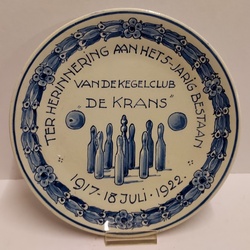 TER HERINNERING AAN HET 5-JARIG BESTAAN
VAN DE KEGELCLUB
"DE KRANS"
1917 - 18 JULI - 1922.